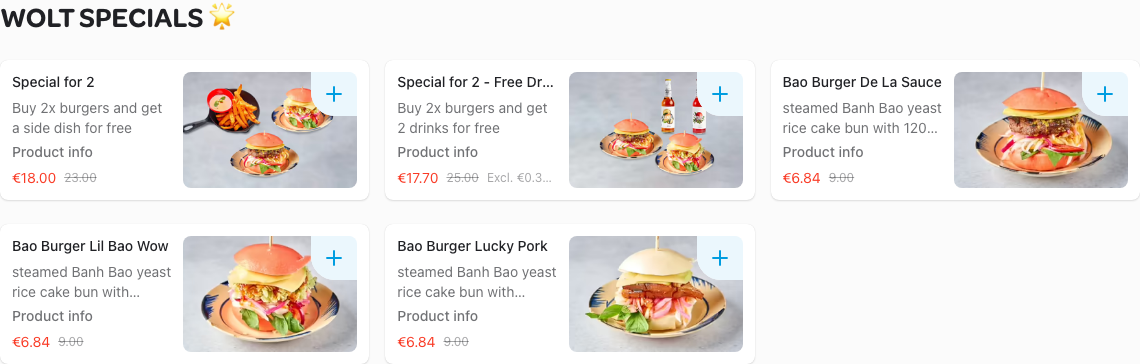 WOLT SPECIALS 🌟
Special for 2
Buy 2x burgers and get
a side dish for free
Product info
€18.00 23.00
Special for 2 - Free Dr...
Buy 2x burgers and get
2 drinks for free
Product info
€17.70 25.00 Excl. €0.3...
Bao Burger De La Sauce
steamed Banh Bao yeast
rice cake bun with 120...
Product info
€6.84 9.00
Bao Burger Lil Bao Wow
steamed Banh Bao yeast
rice cake bun with...
Product info
€6.84 9.00
Bao Burger Lucky Pork
steamed Banh Bao yeast
rice cake bun with...
Product info
€6.84 9.00